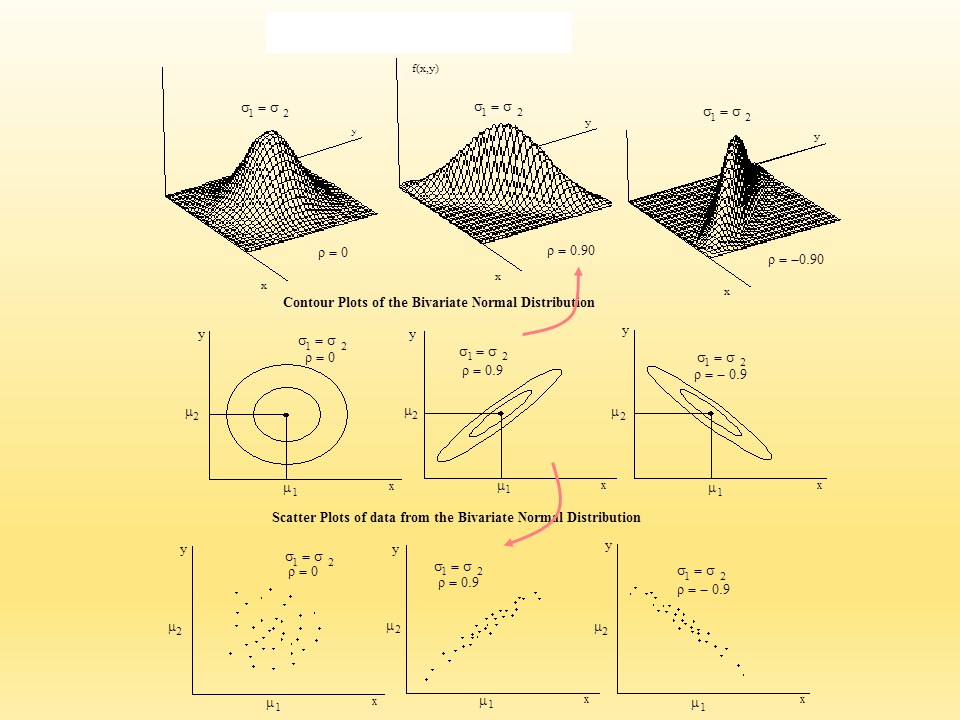 f(x,y)
σ1 = σ 2
σ1 = σ 2
σ1 = σ 2
y
y
y
ρ = 0
ρ = 0.90
ρ = −0.90
x
x
x
Contour Plots of the Bivariate Normal Distribution
y
y
y
σ1 = σ 2
ρ = 0
σ1 = σ 2
ρ = 0.9
σ1 = σ 2
ρ = − 0.9
μ2
μ2
μ2
μ1
x
μ1
x
μ1
x
Scatter Plots of data from the Bivariate Normal Distribution
y
y
y
σ1 = σ 2
ρ = 0
σ1 = σ 2
ρ = 0.9
σ1 = σ 2
ρ = − 0.9
μ2
μ2
μ2
μ1
x
μ1
x
μ1
x